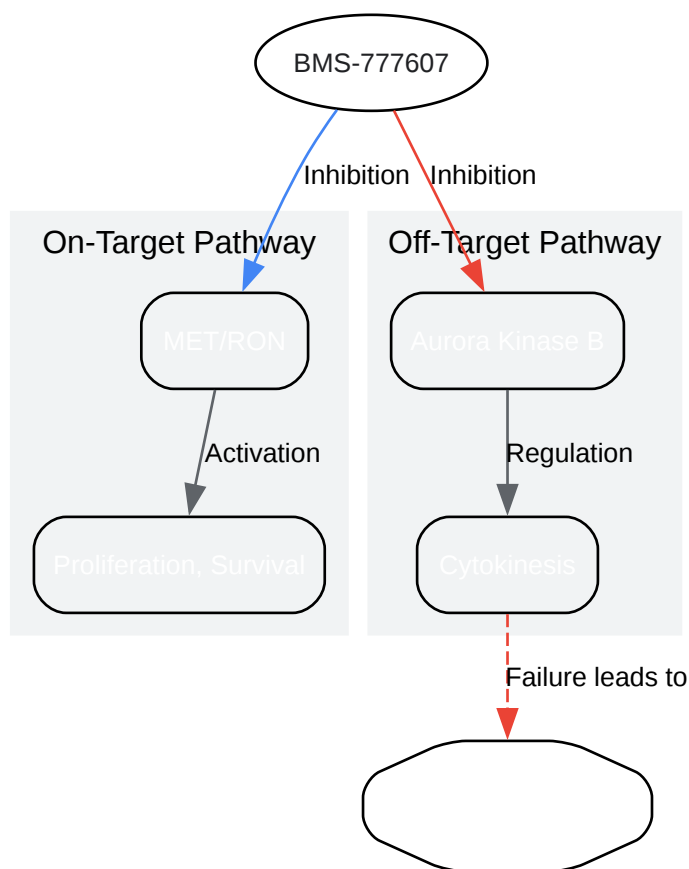 BMS-777607
Inhibition
Inhibition
On-Target Pathway
Off-Target Pathway
MET/RON
Aurora Kinase B
Activation
Regulation
Proliferation, Survival
Cytokinesis
Failure leads to